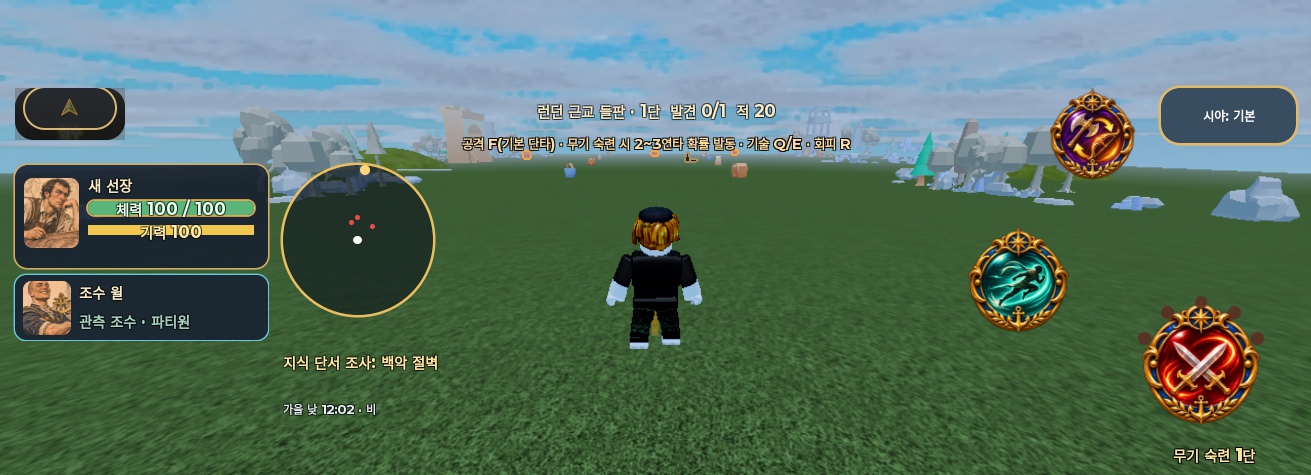 런던 근교 들판 · 1단 발견 0/1 적 20
공격 F(기본 단타) · 무기 숙련 시 2~3연타 확률 발동 · 기술 Q/E · 회피 R
시야: 기본
새 선장
체력 100 / 100
기력 100
조수 윌
관측 조수 · 파티원
지식 단서 조사: 백악 절벽
가을 낮 12:02 · 비
무기 숙련 1단